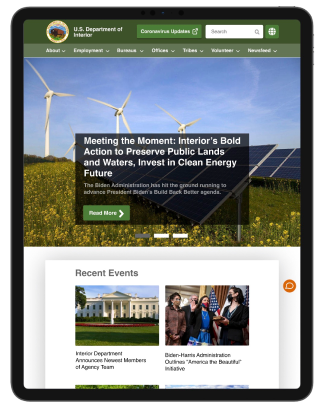 U.S. Department of
Interior
Coronavirus Updates
Search
About
Employment
Bureaus
Offices
Tribes
Volunteer
Newsfeed
Meeting the Moment: Interior's Bold
Action to Preserve Public Lands
and Waters, Invest in Clean Energy
Future
The Biden Administration has hit the ground running to
advance President Biden's Build Back Better agenda.
Read More
Recent Events
Interior Department
Announces Newest Members
of Agency Team
Biden-Harris Administration
Outlines "America the Beautiful"
Initiative